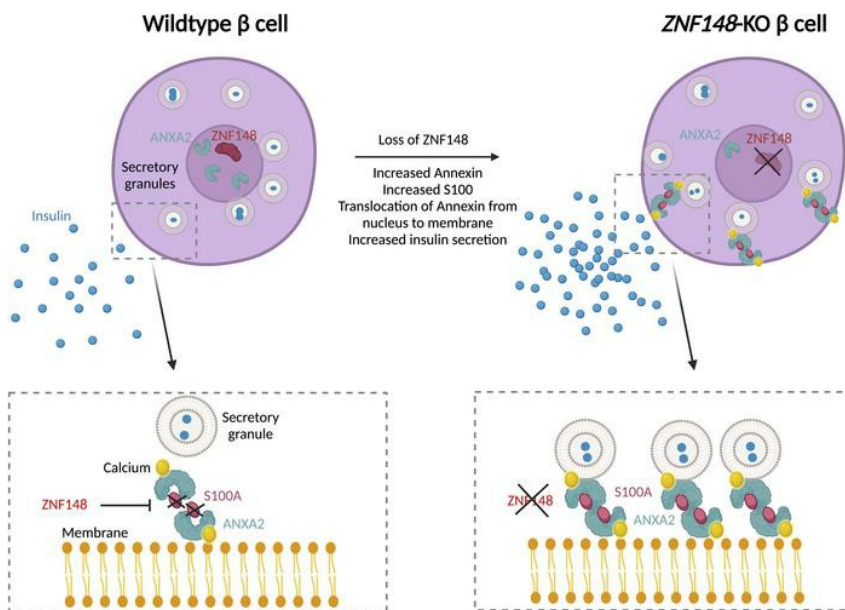 Wildtype β cell
ZNF148-KO β cell
ANXA2
ZNF148
Secretory
granules
Insulin
Loss of ZNF148
Increased Annexin
Increased S100
Translocation of Annexin from
nucleus to membrane
Increased insulin secretion
ANXA2
ZNF148
Secretory
granule
Calcium
ZNF148
S100A
ANXA2
Membrane
ZNF148
S100A
ANXA2